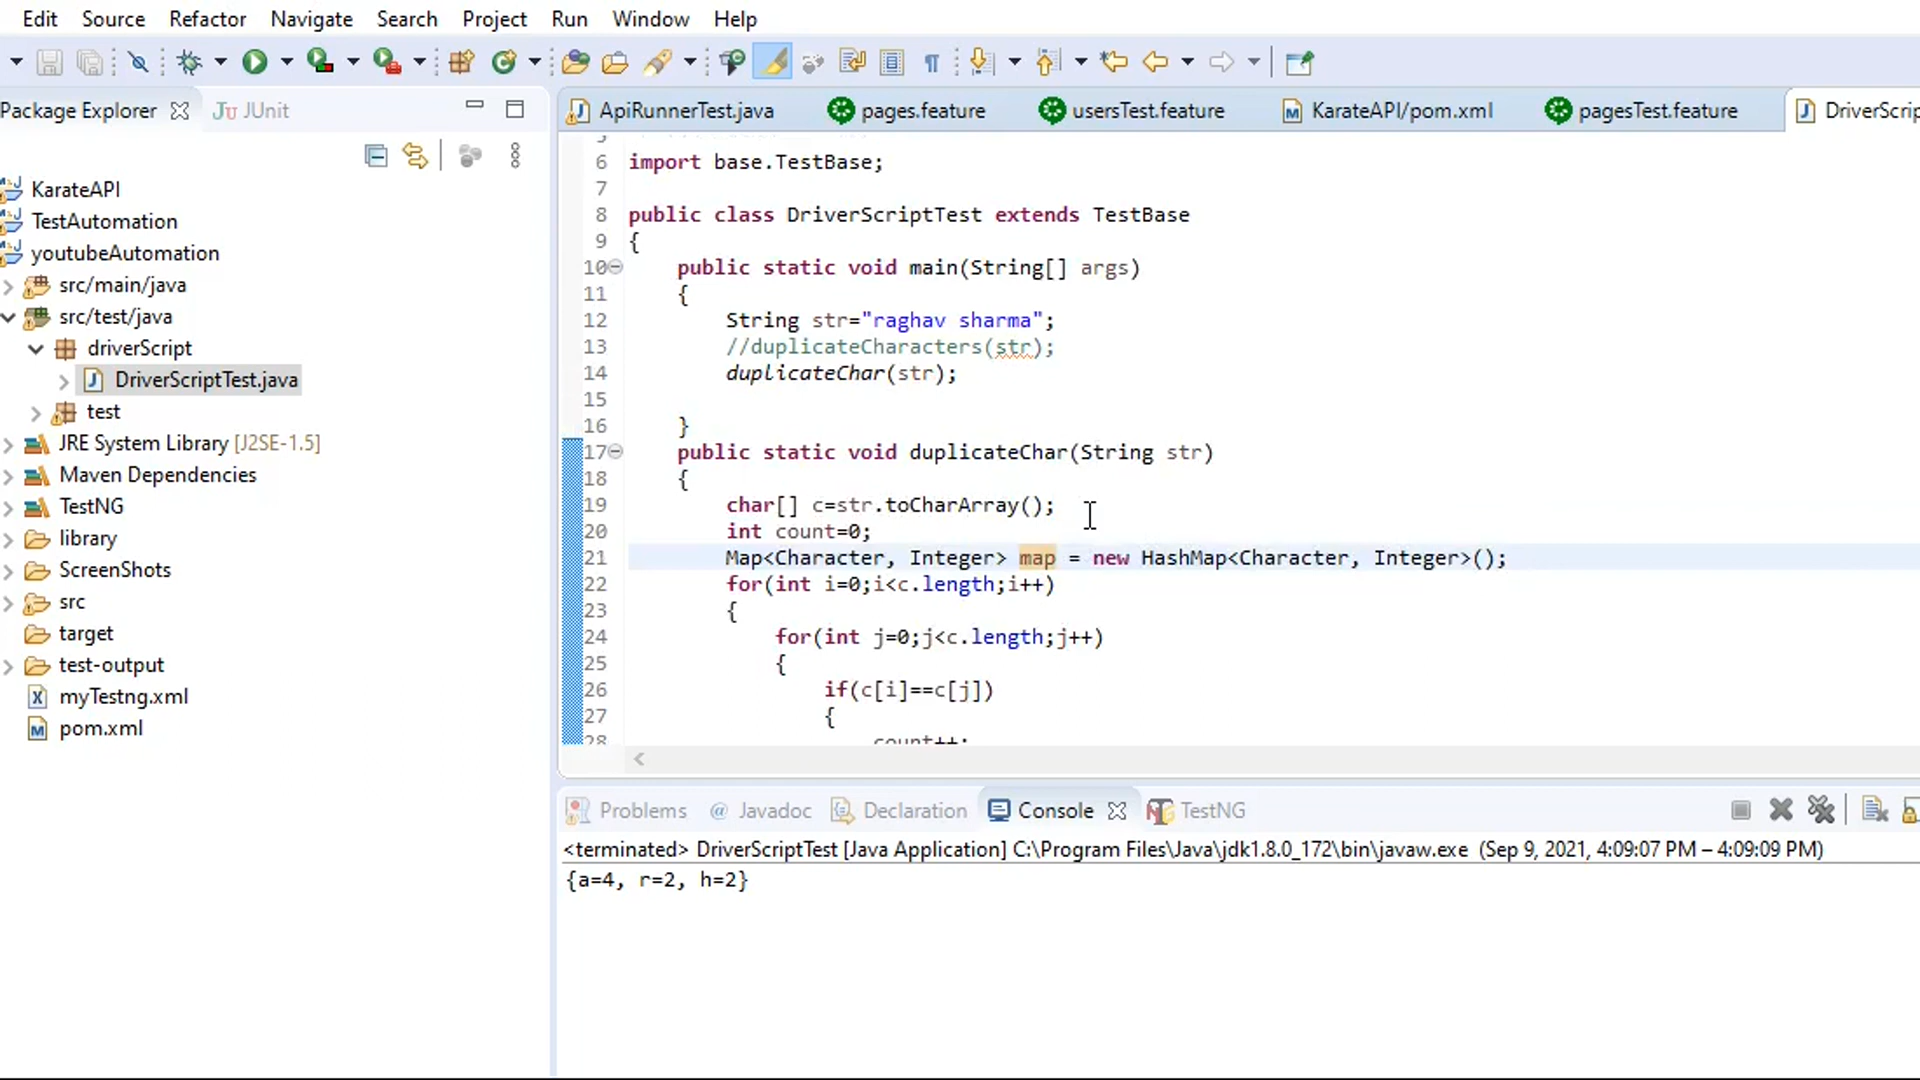 Edit Source Refactor Navigate Search Project Run Window Help
Package Explorer JUnit
KarateAPI
TestAutomation
youtubeAutomation
src/main/java
src/test/java
driverScript
DriverScriptTest.java
test
JRE System Library [J2SE-1.5]
Maven Dependencies
TestNG
library
ScreenShots
src
target
test-output
myTestng.xml
pom.xml
ApiRunnerTest.java pages.feature usersTest.feature KarateAPI/pom.xml pagesTest.feature DriverScrip
6 import base.TestBase;
7
8 public class DriverScriptTest extends TestBase
9 {
10 public static void main(String[] args)
11 {
12 String str="raghav sharma";
13 //duplicateCharacters(str);
14 duplicateChar(str);
15
16 }
17 public static void duplicateChar(String str)
18 {
19 char[] c=str.toCharArray();
20 int count=0;
21 Map<Character, Integer> map = new HashMap<Character, Integer>();
22 for(int i=0;i<c.length;i++)
23 {
24 for(int j=0;j<c.length;j++)
25 {
26 if(c[i]==c[j])
27 {
28 count++;
Problems @ Javadoc Declaration Console TestNG
<terminated> DriverScriptTest [Java Application] C:\Program Files\Java\jdk1.8.0_172\bin\javaw.exe (Sep 9, 2021, 4:09:07 PM – 4:09:09 PM)
{a=4, r=2, h=2}